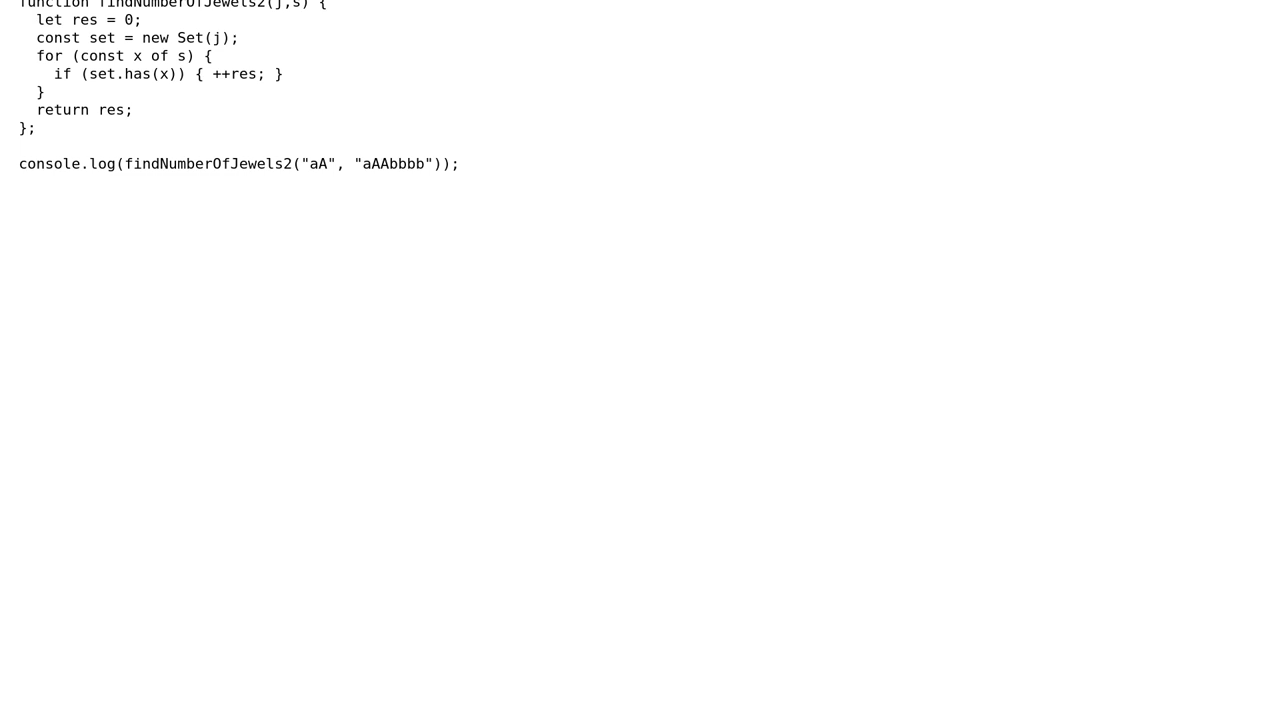 function findNumberOfJewels2(j,s) {
  let res = 0;
  const set = new Set(j);
  for (const x of s) {
    if (set.has(x)) { ++res; }
  }
  return res;
};

console.log(findNumberOfJewels2("aA", "aAAbbbb"));